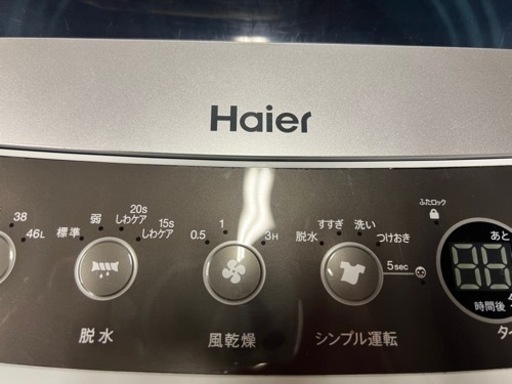 Haier
38
46L
標準
弱
20s
しわケア
15s
しわケア
0.5
1
3H
脱水
すすぎ
洗い
つけおき
5sec
ふたロック
あと
88
時間後
脱水
風乾燥
シンプル運転